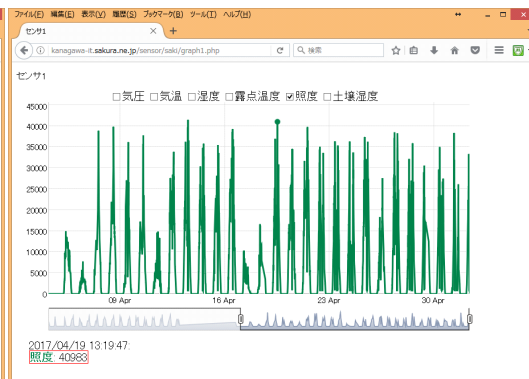 ファイル(F) 編集(E) 表示(V) 履歴(S) ブックマーク(B) ツール(T) ヘルプ(H)
センサ1
kanagawa-it.sakura.ne.jp/sensor/saki/graph1.php
検索
センサ1
気圧 気温 湿度 露点温度 照度 土壌湿度
45000
40000
35000
30000
25000
20000
15000
10000
5000
0
09 Apr 16 Apr 23 Apr 30 Apr
2017/04/19 13:19:47:
照度: 40983